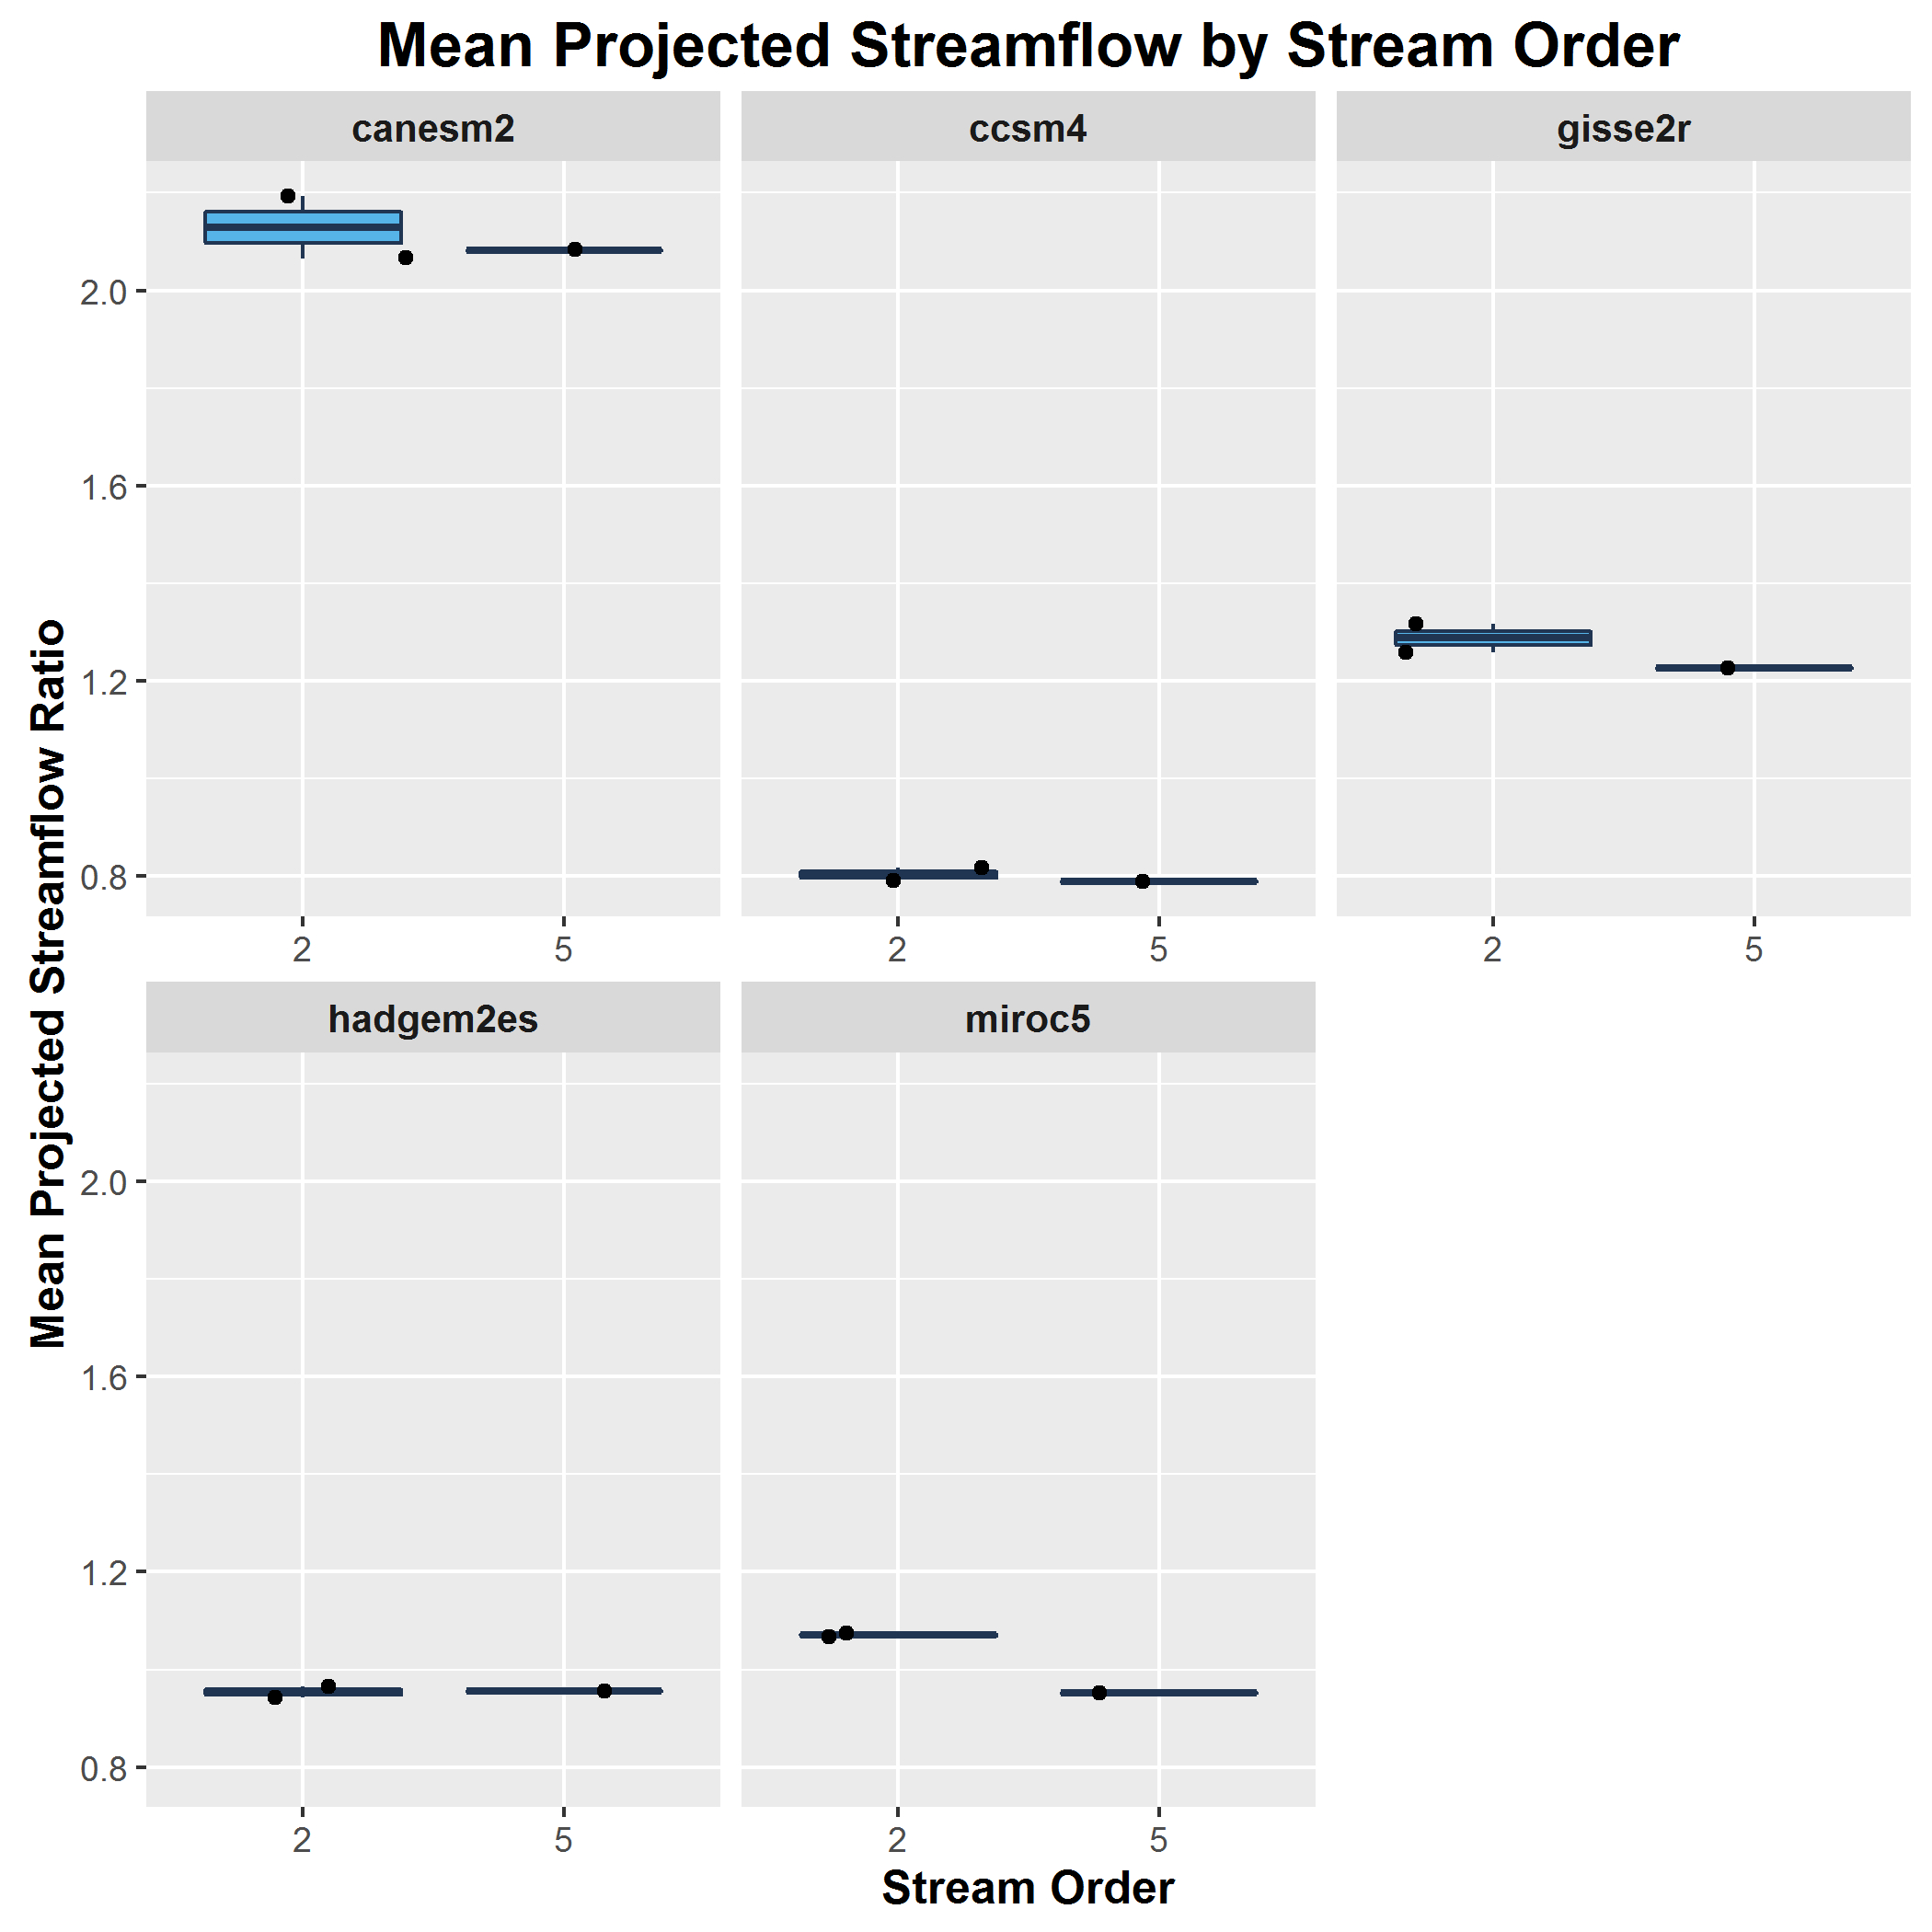 Mean Projected Streamflow by Stream Order
canesm2 ccsm4 gisse2r
2.0
1.6
1.2
0.8
2 5 2 5 2 5
hadgem2es miroc5
2.0
1.6
1.2
0.8
2 5 2 5
Stream Order
Mean Projected Streamflow Ratio